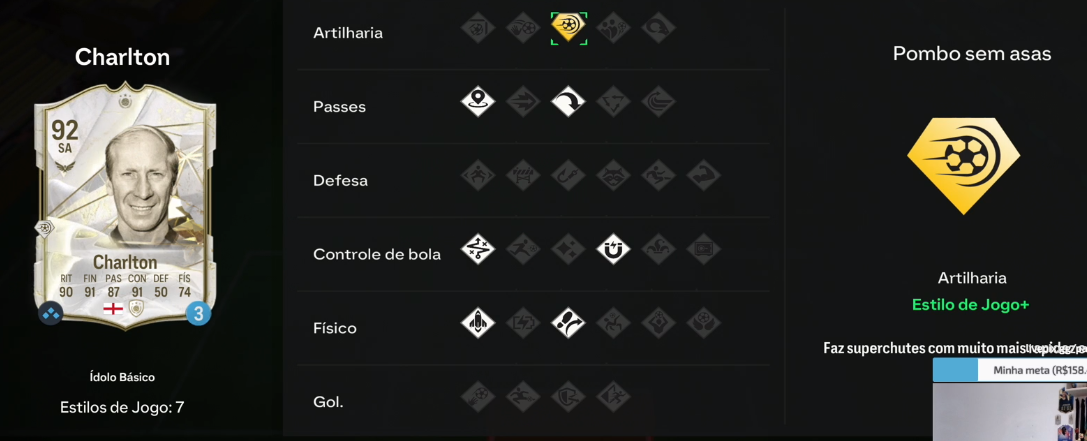 Charlton
92
SA
Charlton
RIT FIN PAS CON DEF FÍS
90 91 87 91 50 74
3
Ídolo Básico
Estilos de Jogo: 7
Artilharia
Passes
Defesa
Controle de bola
Físico
Gol.
Pombo sem asas
Artilharia
Estilo de Jogo+
Faz superchutes com muito mais
Minha meta (R$158.